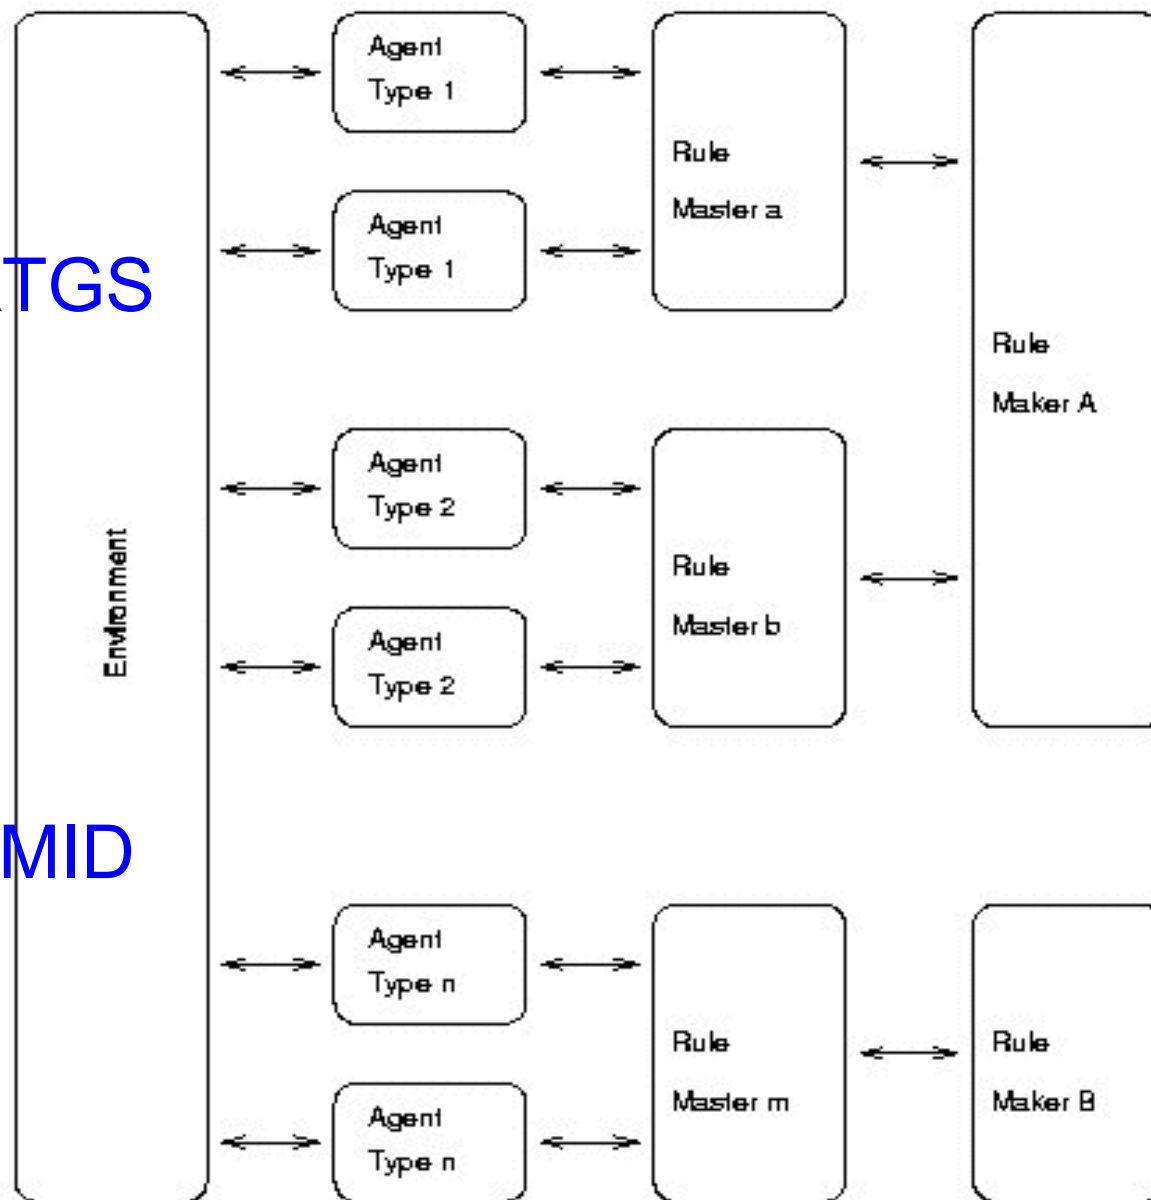 Agent
Type 1
Rule
Master a
Agent
Type 1
TGS
Rule
Maker A
Agent
Type 2
Environment
Rule
Master b
Agent
Type 2
MID
Agent
Type n
Rule
Master m
Rule
Maker B
Agent
Type n